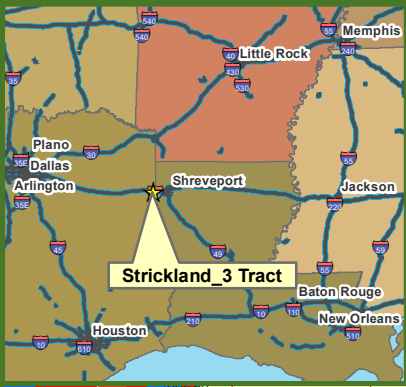 540
55
Memphis
540
40
Little Rock
240
430
35
530
Plano
30
55
35E
Dallas
Shreveport
Arlington
Jackson
35E
220
45
49
59
55
Strickland_3 Tract
Baton Rouge
210
10
110
New Orleans
Houston
510
10
610